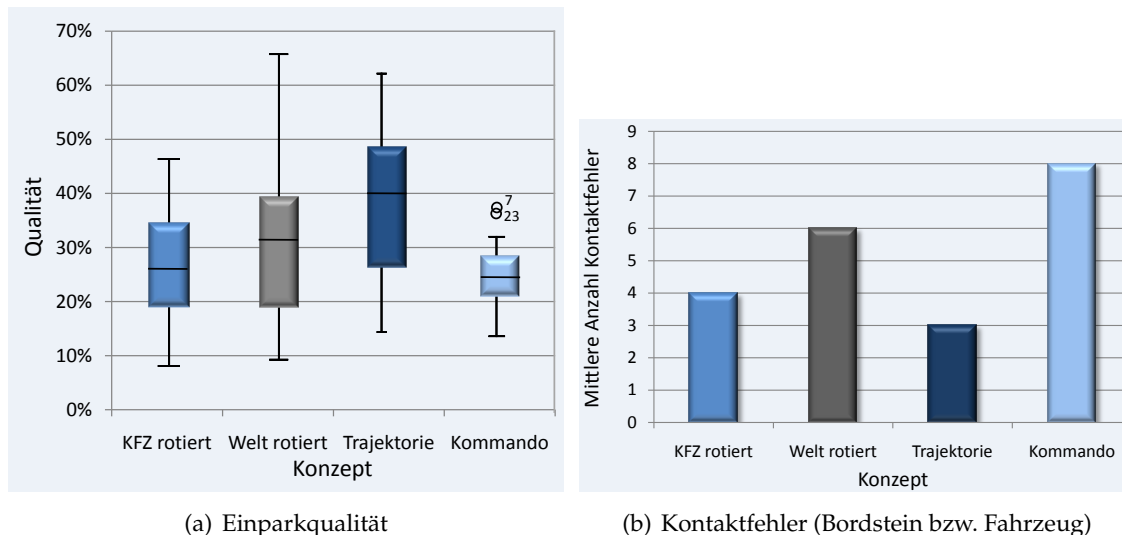 70%
60%
50%
40%
30%
20%
10%
0%
Qualität
7
23
KFZ rotiert Welt rotiert Trajektorie Kommando
Konzept
(a) Einparkqualität
9
8
7
6
5
4
3
2
1
0
Mittlere Anzahl Kontaktfehler
KFZ rotiert Welt rotiert Trajektorie Kommando
Konzept
(b) Kontaktfehler (Bordstein bzw. Fahrzeug)